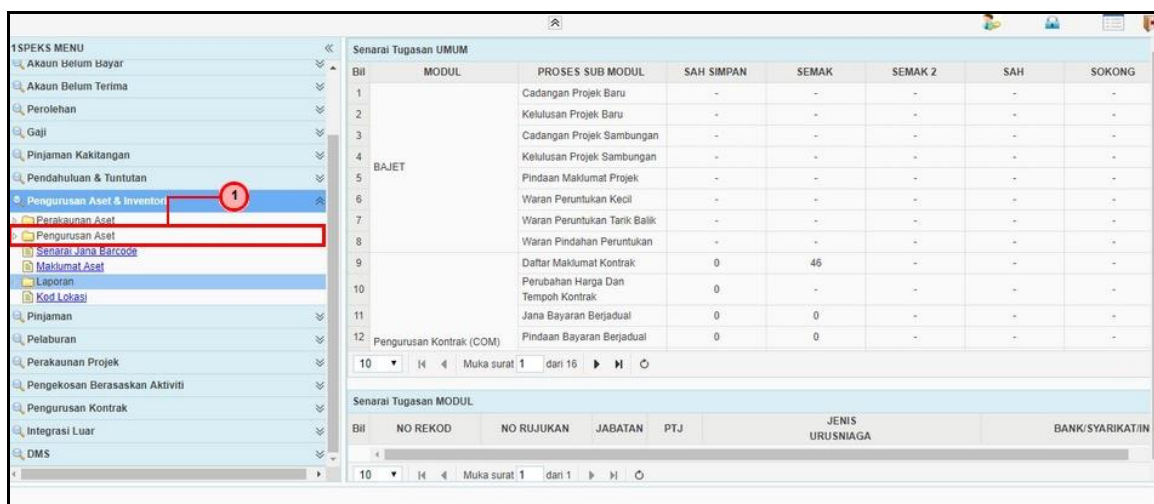 1SPEKS MENU
Akaun Belum Bayar
Akaun Belum Terima
Perolehan
Gaji
Pinjaman Kakitangan
Pendahuluan & Tuntutan
Pengurusan Aset & Inventori
1
Perakaunan Aset
Pengurusan Aset
Senarai Jana Barcode
Maklumat Aset
Laporan
Kod Lokasi
Pinjaman
Pelaburan
Perakaunan Projek
Pengekosan Berasaskan Aktiviti
Pengurusan Kontrak
Integrasi Luar
DMS
Senarai Tugasan UMUM
Bil MODUL PROSES SUB MODUL SAH SIMPAN SEMAK SEMAK 2 SAH SOKONG
1 Cadangan Projek Baru - - - - -
2 Kelulusan Projek Baru - - - - -
3 Cadangan Projek Sambungan - - - - -
4 Kelulusan Projek Sambungan - - - - -
BAJET
5 Pindaan Maklumat Projek - - - - -
6 Waran Peruntukan Kecil - - - - -
7 Waran Peruntukan Tarik Balik - - - - -
8 Waran Pindahan Peruntukan - - - - -
9 Daftar Maklumat Kontrak 0 46 - - -
10 Perubahan Harga Dan
Tempoh Kontrak 0 - - - -
11 Jana Bayaran Berjadual 0 0 - - -
12 Pengurusan Kontrak (COM) Pindaan Bayaran Berjadual 0 0 - - -
10 Muka surat 1 dari 16
Senarai Tugasan MODUL
Bil NO REKOD NO RUJUKAN JABATAN PTJ JENIS
URUSNIAGA BANK/SYARIKAT/IN
10 Muka surat 1 dari 1